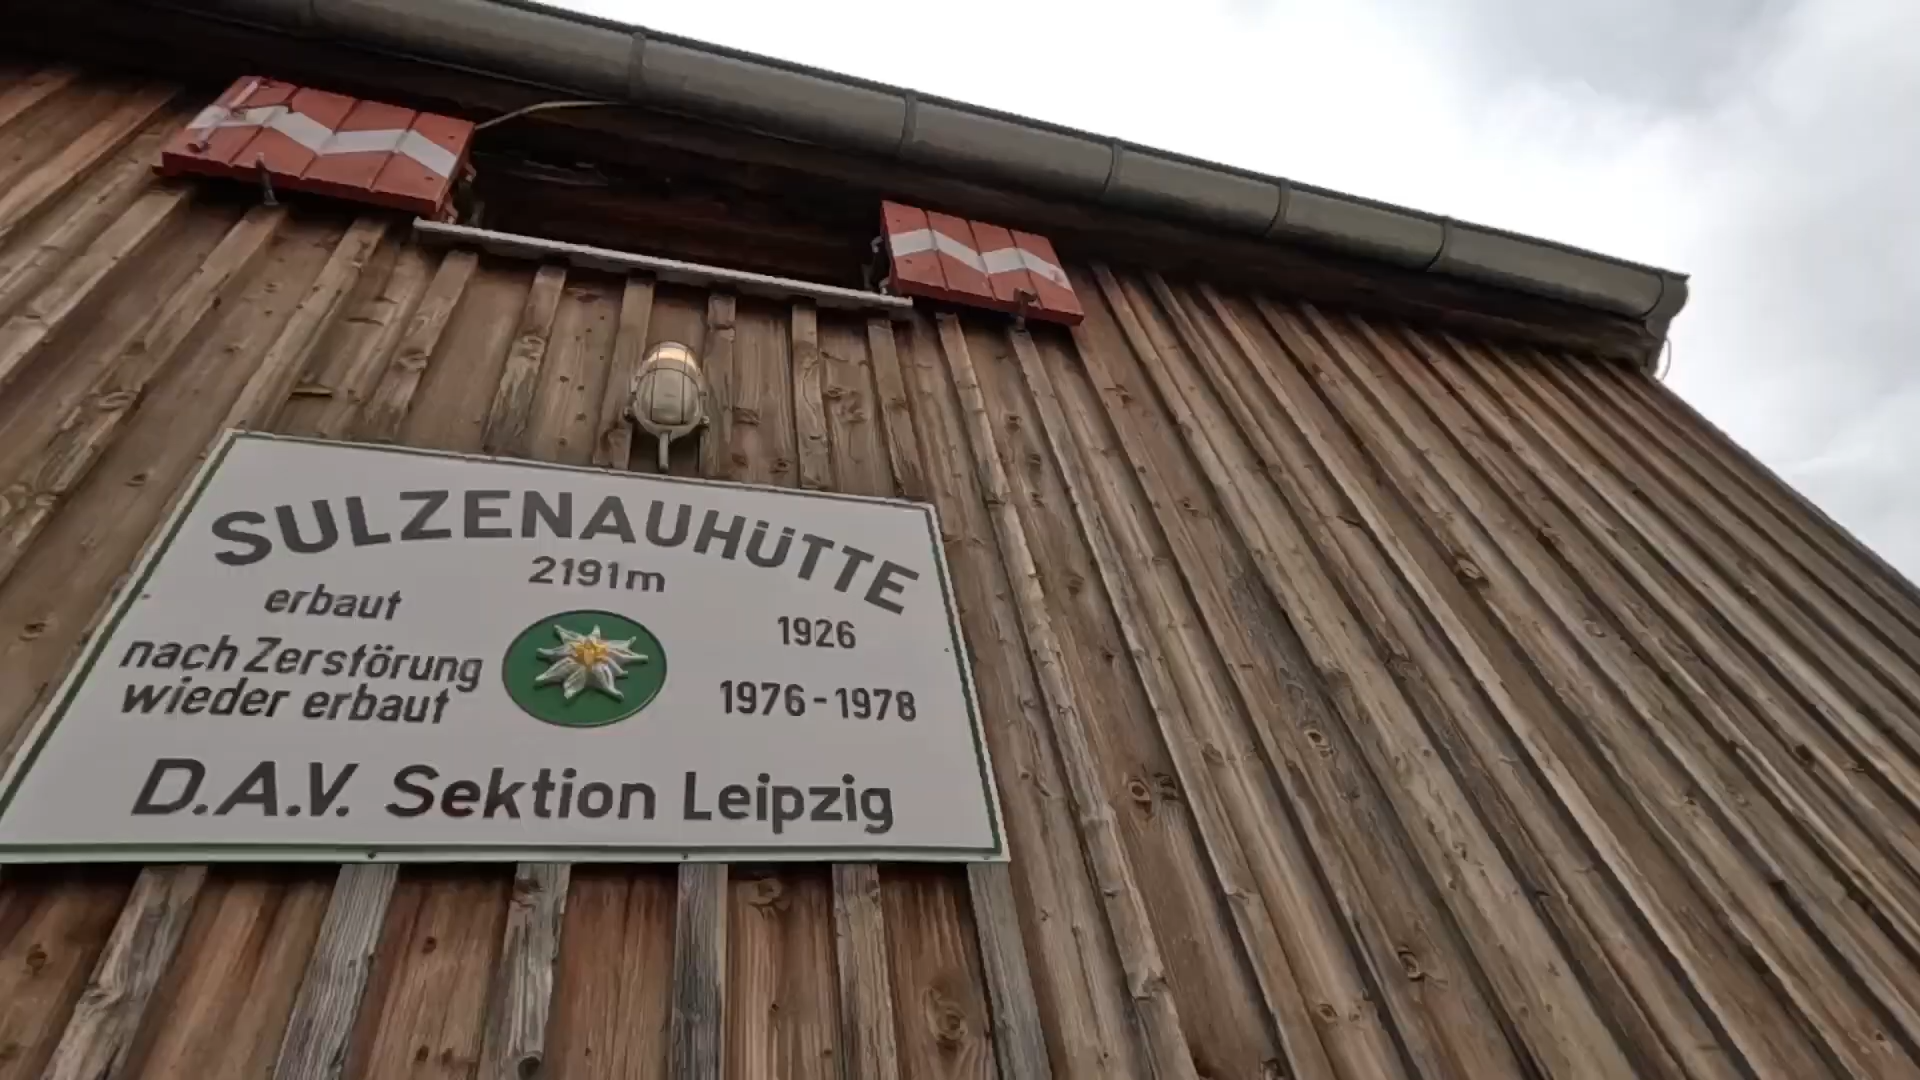 SULZENAUHÜTTE
2191m
erbaut 1926
nach Zerstörung
wieder erbaut 1976-1978
D.A.V. Sektion Leipzig